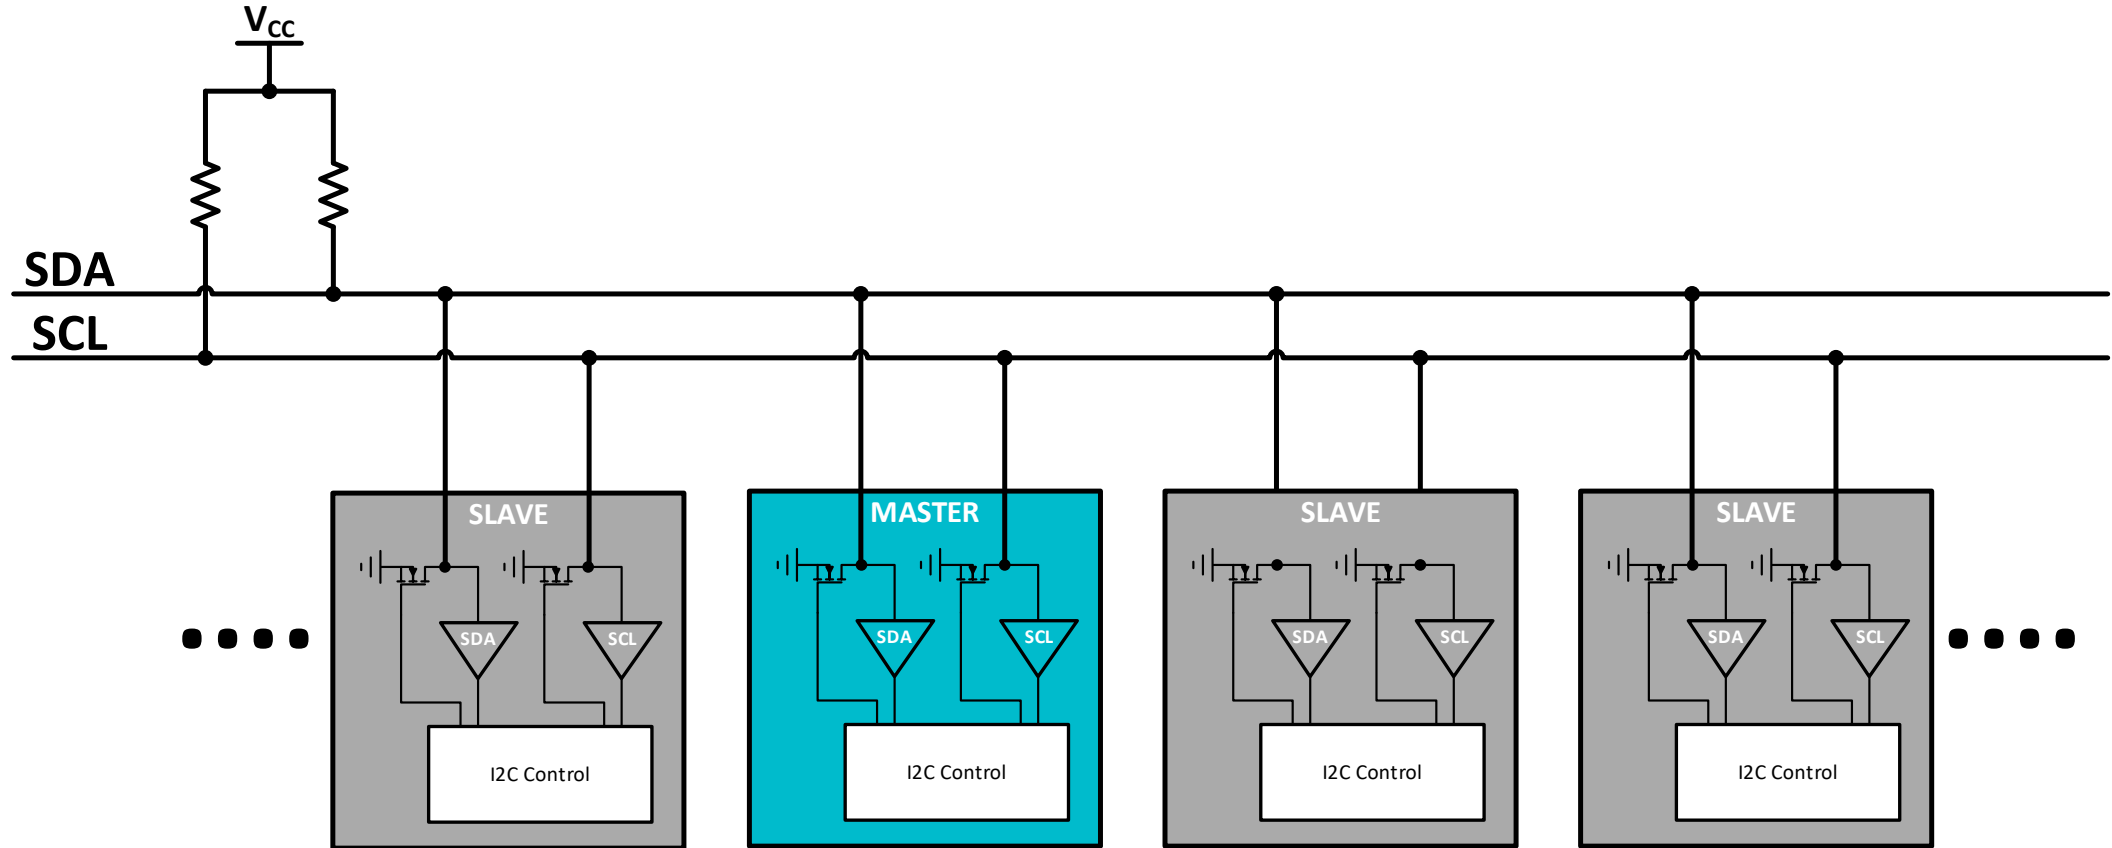 VCC
SDA
SCL
SLAVE
MASTER
SLAVE
SLAVE
SDA
SCL
SDA
SCL
SDA
SCL
SDA
SCL
I2C Control
I2C Control
I2C Control
I2C Control